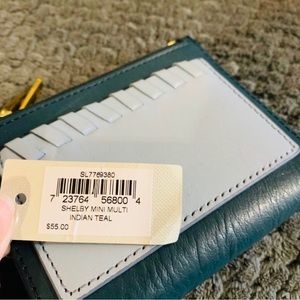 SL7769380
7 23764 56800 4
SHELBY MINI MULTI
INDIAN TEAL
$55.00